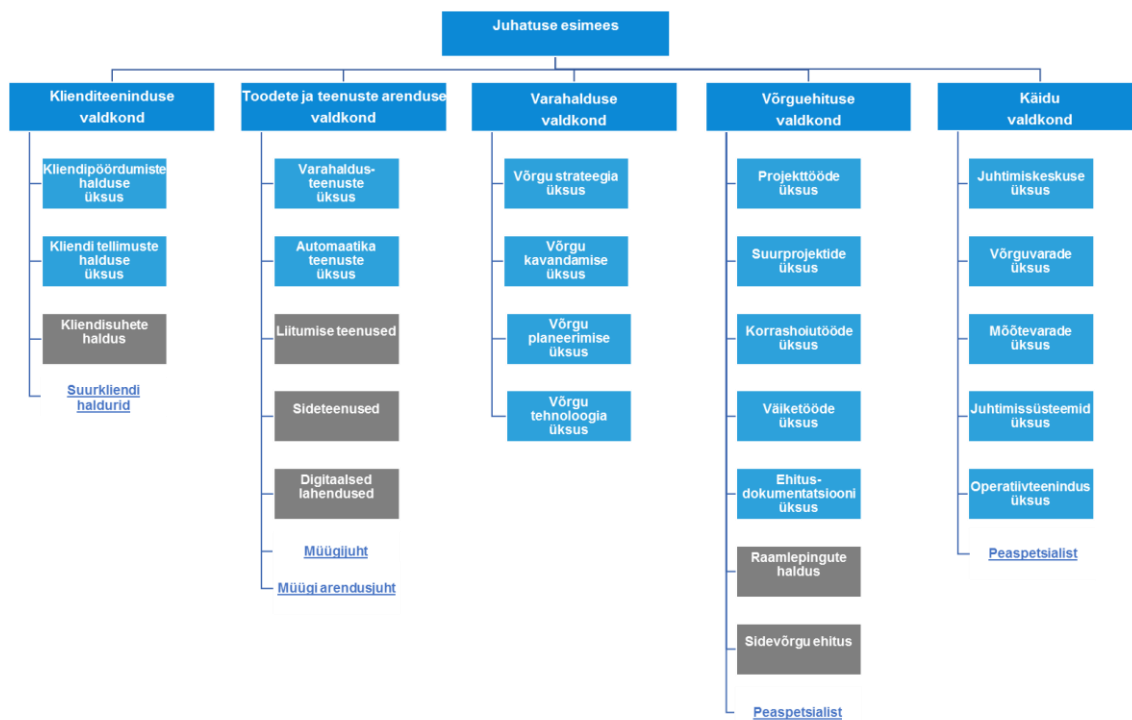 Juhatuse esimees
Klienditeeninduse
valdkond
Kliendipöördumiste
halduse
üksus
Kliendi tellimuste
halduse
üksus
Kliendisuhete
haldus
Suurkliendi
haldurid
Toodete ja teenuste arenduse
valdkond
Varahaldus-
teenuste
üksus
Automaatika
teenuste
üksus
Liitumise teenused
Sideteenused
Digitaalsed
lahendused
Müügijuht
Müügi arendusjuht
Varahalduse
valdkond
Võrgu strateegia
üksus
Võrgu
kavandamise
üksus
Võrgu
planeerimise
üksus
Võrgu
tehnoloogia
üksus
Võrguehituse
valdkond
Projekttööde
üksus
Suurprojektide
üksus
Korrashoiutööde
üksus
Väiketööde
üksus
Ehitus-
dokumentatsiooni
üksus
Raamlepingute
haldus
Sidevõrgu ehitus
Peaspetsialist
Käidu
valdkond
Juhtimiskeskuse
üksus
Võrguvarade
üksus
Mõõtevarade
üksus
Juhtimissüsteemid
üksus
Operatiivteenindus
üksus
Peaspetsialist